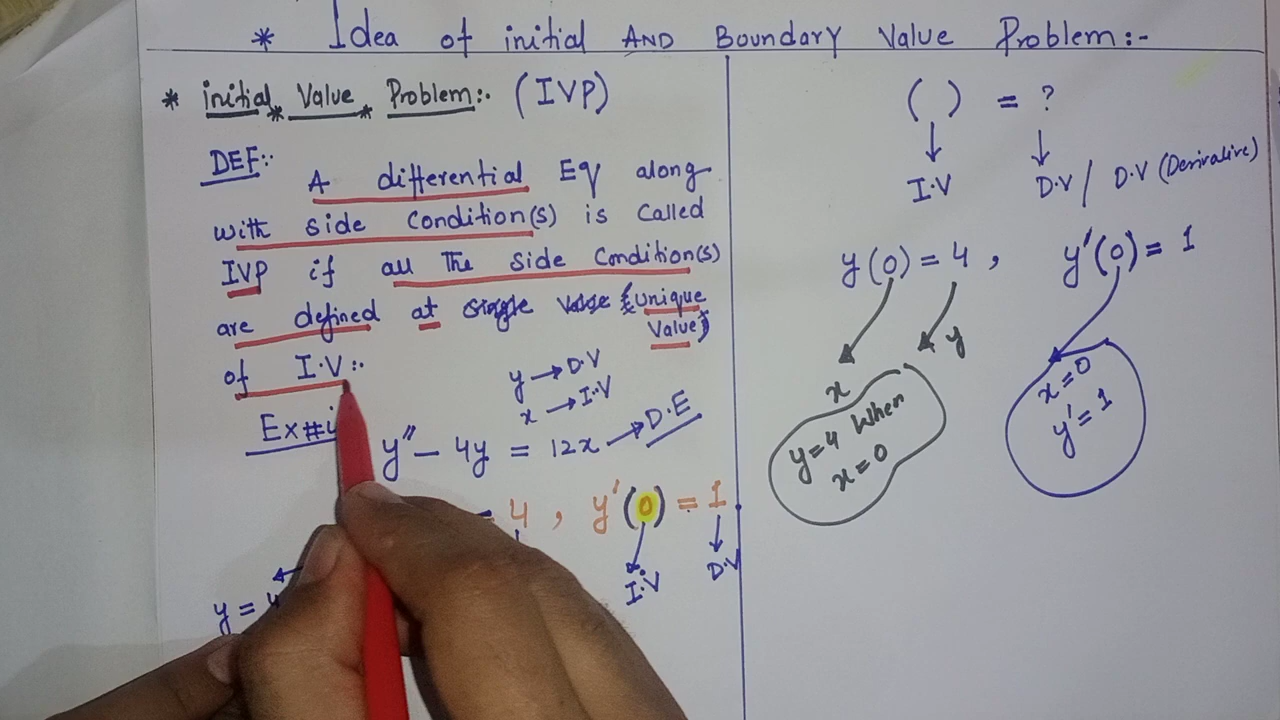 * Idea of initial AND Boundary Value Problem:-
* initial Value Problem:- (IVP)
DEF:-
A differential Eq along
with side Condition(s) is Called
IVP if all The side Condition(s)
are defined at single value {unique
Value}
of I.V:-
y → D.V
x → I.V
Ex#i
y″ - 4y = 12x → D.E
= 4 , y′(0) = 1
I.V D.V
y = 4
( ) = ?
I.V D.V / D.V (Derivative)
y(0) = 4 , y′(0) = 1
x y
y=4 When
x=0
x=0
y′=1